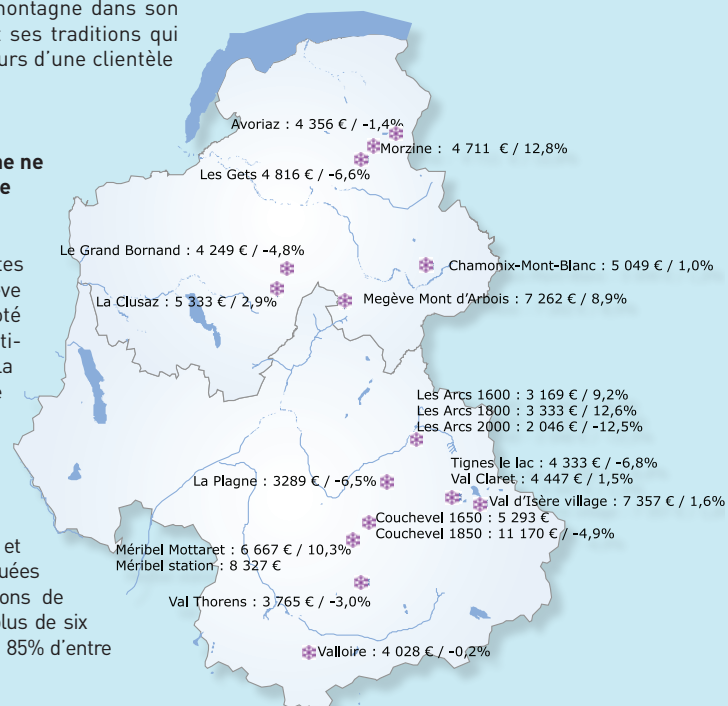 montagne dans son
ses traditions qui
urs d'une clientèle
ne ne
e
tes
ve
oté
ti-
la
e
et
uées
ons de
plus de six
85% d'entre
Avoriaz : 4 356 € / -1,4%
Morzine : 4 711 € / 12,8%
Les Gets 4 816 € / -6,6%
Le Grand Bornand : 4 249 € / -4,8%
Chamonix-Mont-Blanc : 5 049 € / 1,0%
La Clusaz : 5 333 € / 2,9%
Megève Mont d'Arbois : 7 262 € / 8,9%
Les Arcs 1600 : 3 169 € / 9,2%
Les Arcs 1800 : 3 333 € / 12,6%
Les Arcs 2000 : 2 046 € / -12,5%
Tignes le lac : 4 333 € / -6,8%
Val Claret : 4 447 € / 1,5%
La Plagne : 3289 € / -6,5%
Val d'Isère village : 7 357 € / 1,6%
Couchevel 1650 : 5 293 €
Couchevel 1850 : 11 170 € / -4,9%
Méribel Mottaret : 6 667 € / 10,3%
Méribel station : 8 327 €
Val Thorens : 3 765 € / -3,0%
Valloire : 4 028 € / -0,2%